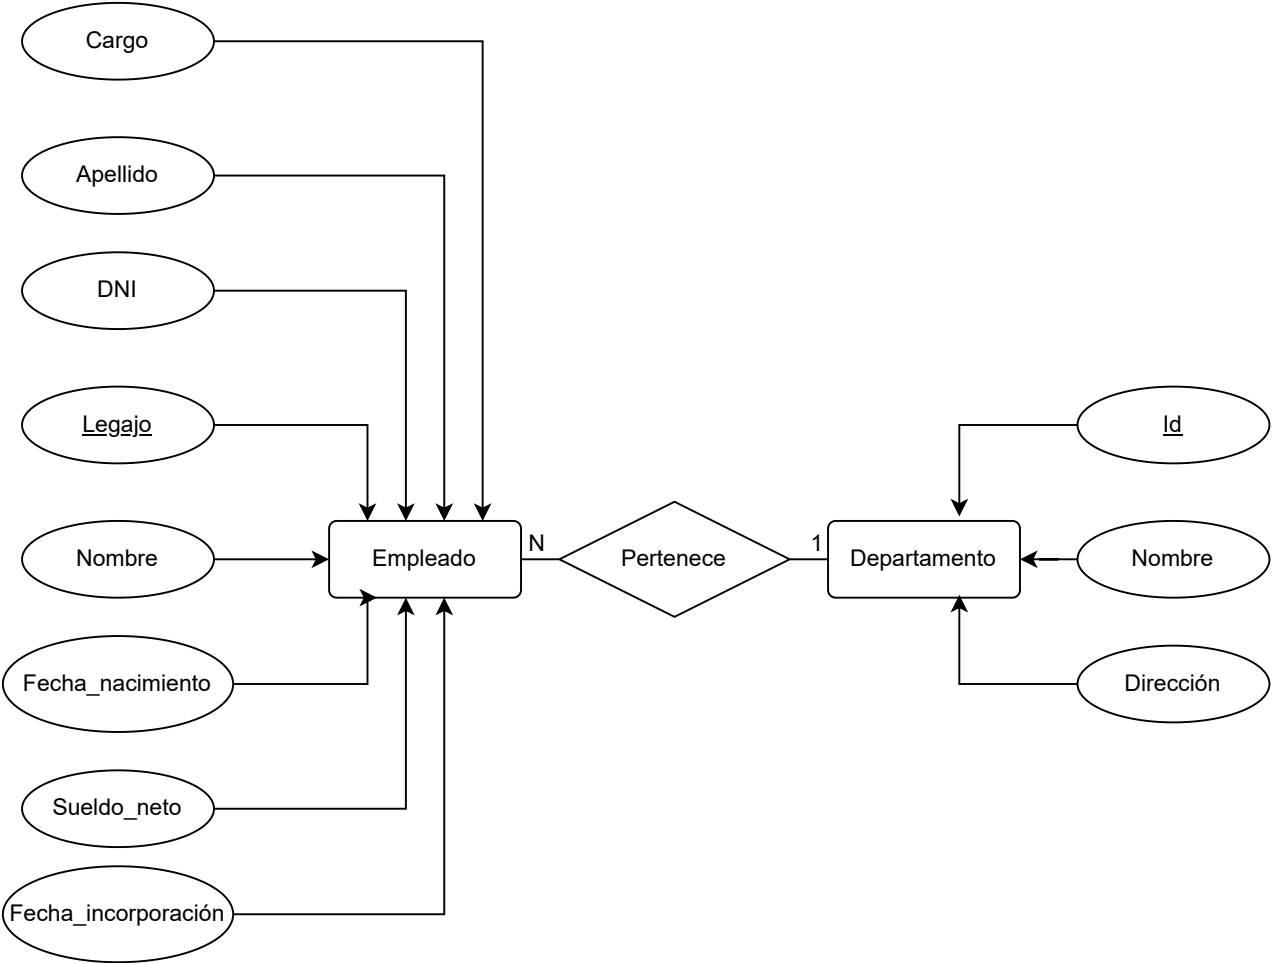 Cargo
Apellido
DNI
Legajo
Id
Nombre
Empleado
N
Pertenece
1
Departamento
Nombre
Fecha_nacimiento
Dirección
Sueldo_neto
Fecha_incorporación